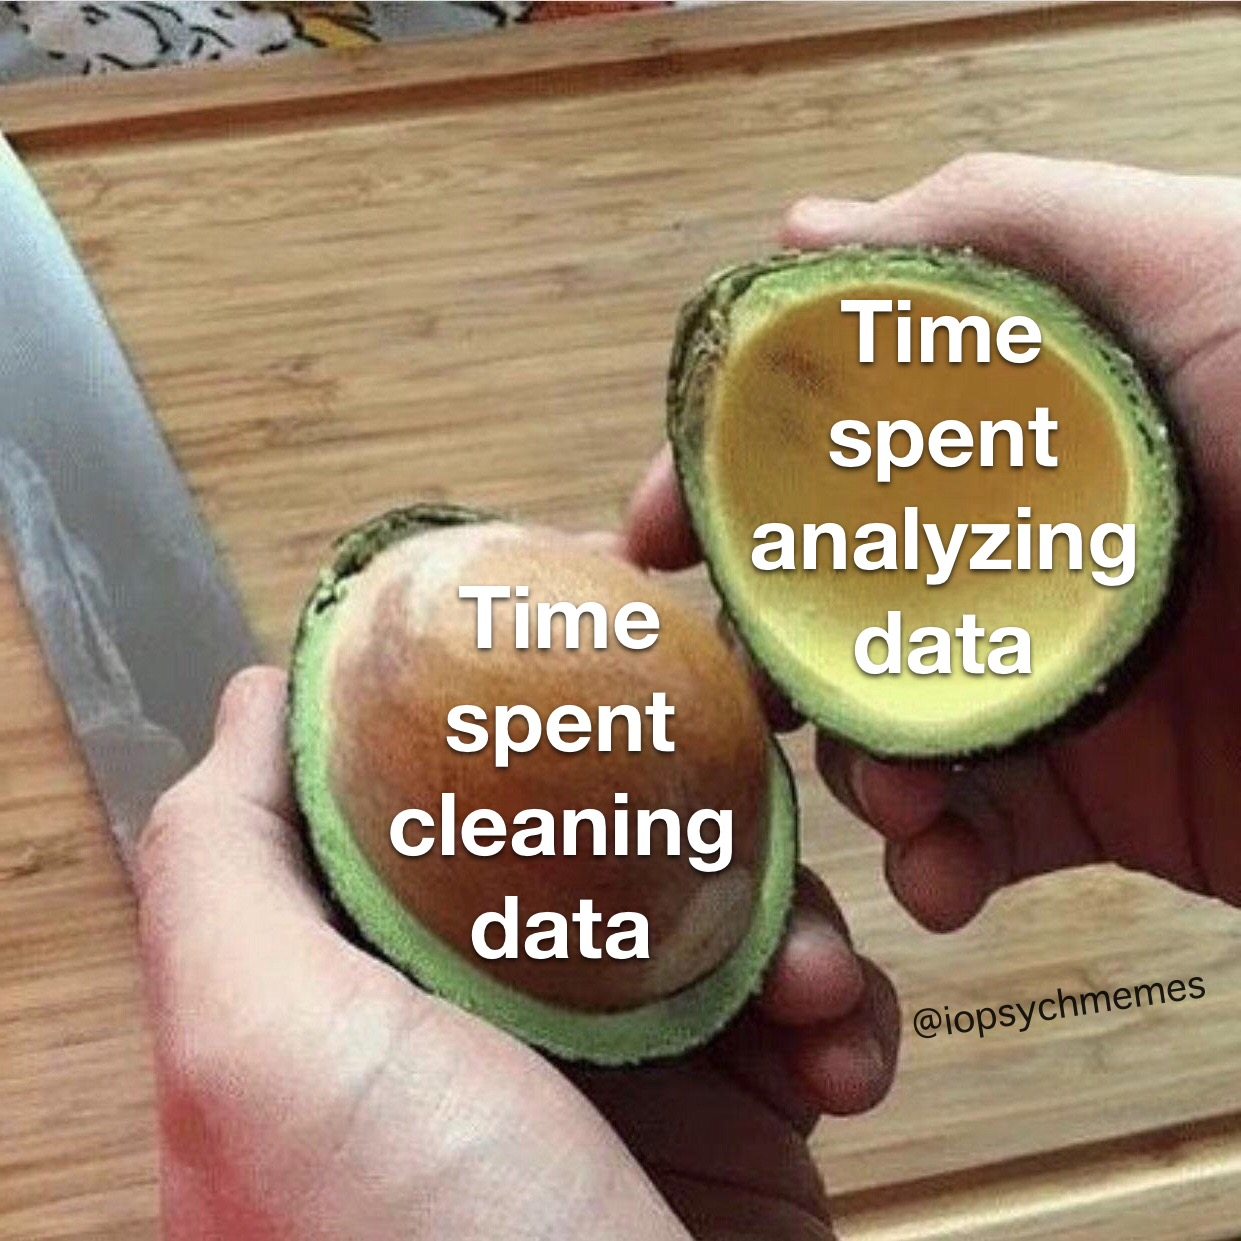 Time
spent
analyzing
data
Time
spent
cleaning
data
@iopsychmemes